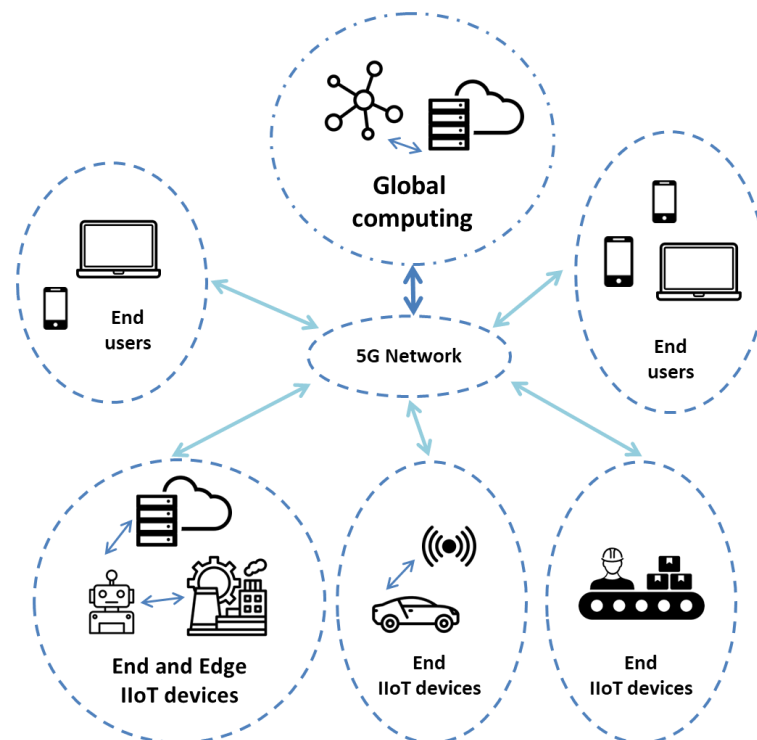 Global
computing
End
users
5G Network
End
users
End and Edge
IIoT devices
End
IIoT devices
End
IIoT devices